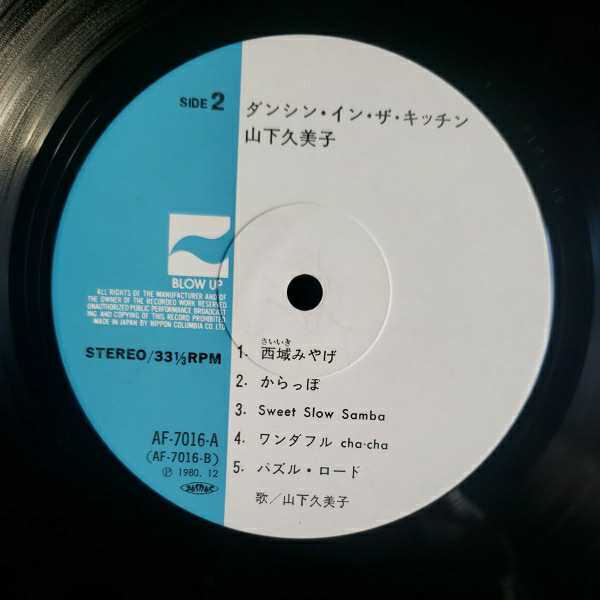 SIDE 2
ダンシン・イン・ザ・キッチン
山下久美子
BLOW UP
ALL RIGHTS OF THE MANUFACTURER AND OF
THE OWNER OF THE RECORDED WORK RESERVED
UNAUTHORIZED PUBLIC PERFORMANCE BROADCAST
ING AND COPYING OF THIS RECORD PROHIBITED
MADE IN JAPAN BY NIPPON COLUMBIA CO LTD
STEREO/33⅓RPM
さいいき
1. 西域みやげ
2. からっぽ
3. Sweet Slow Samba
4. ワンダフル cha-cha
5. パズル・ロード
歌／山下久美子
AF-7016-A
(AF-7016-B)
Ⓟ 1980. 12